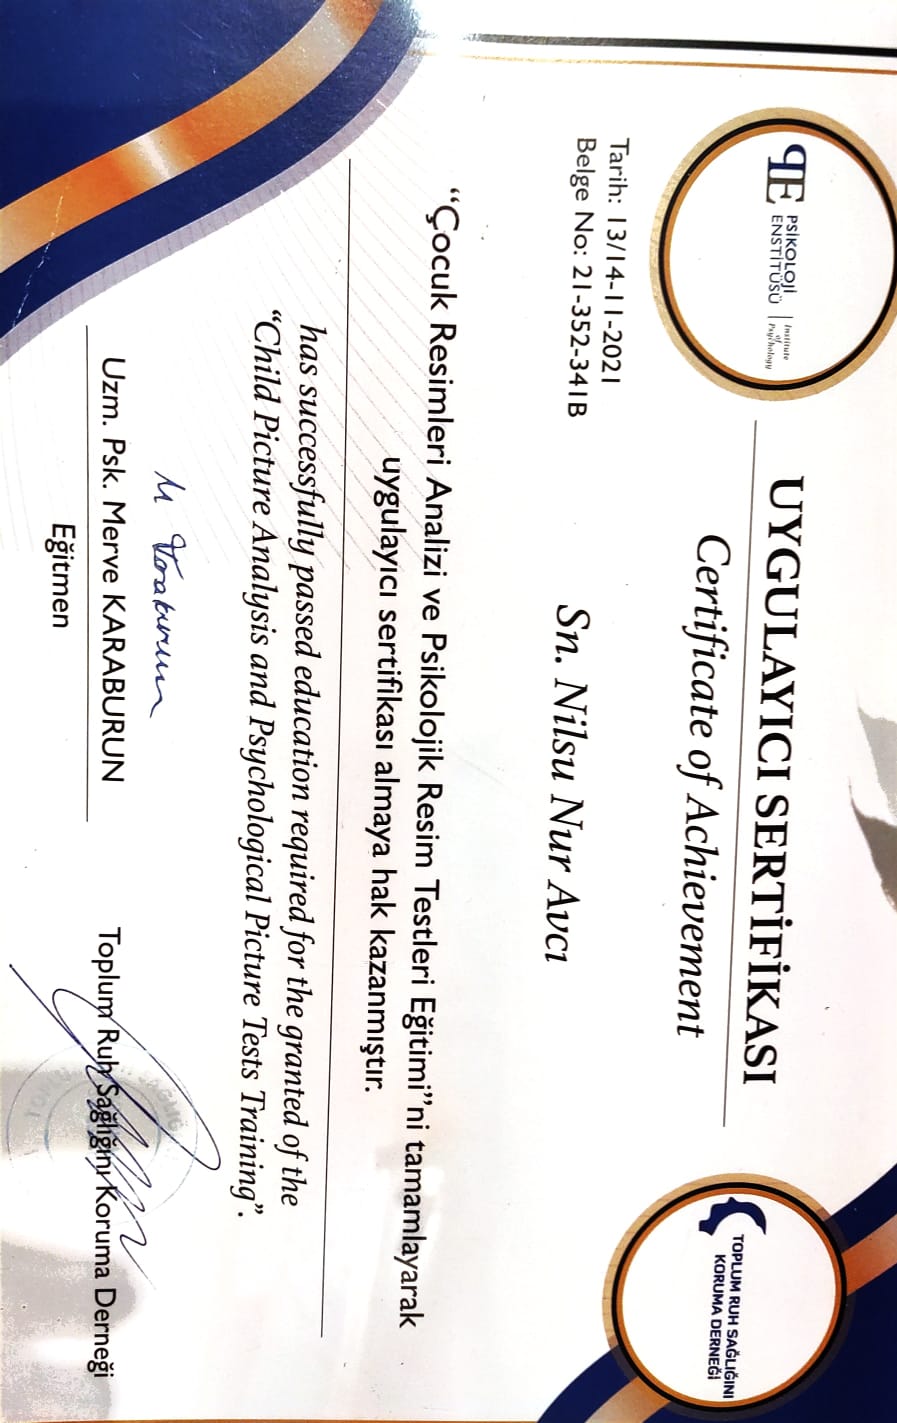 PE PSİKOLOJİ
ENSTİTÜSÜ
Institute
of
Psychology
UYGULAYICI SERTİFİKASI
Certificate of Achievement
TOPLUM RUH SAĞLIĞINI
KORUMA DERNEĞİ
Tarih: 13/14-11-2021
Belge No: 21-352-341B
Sn. Nilsu Nur Avcı
“Çocuk Resimleri Analizi ve Psikolojik Resim Testleri Eğitimi”ni tamamlayarak
uygulayıcı sertifikası almaya hak kazanmıştır.
has successfully passed education required for the granted of the
“Child Picture Analysis and Psychological Picture Tests Training”.
M Karaburun
Uzm. Psk. Merve KARABURUN
Eğitmen
Toplum Ruh Sağlığını Koruma Derneği